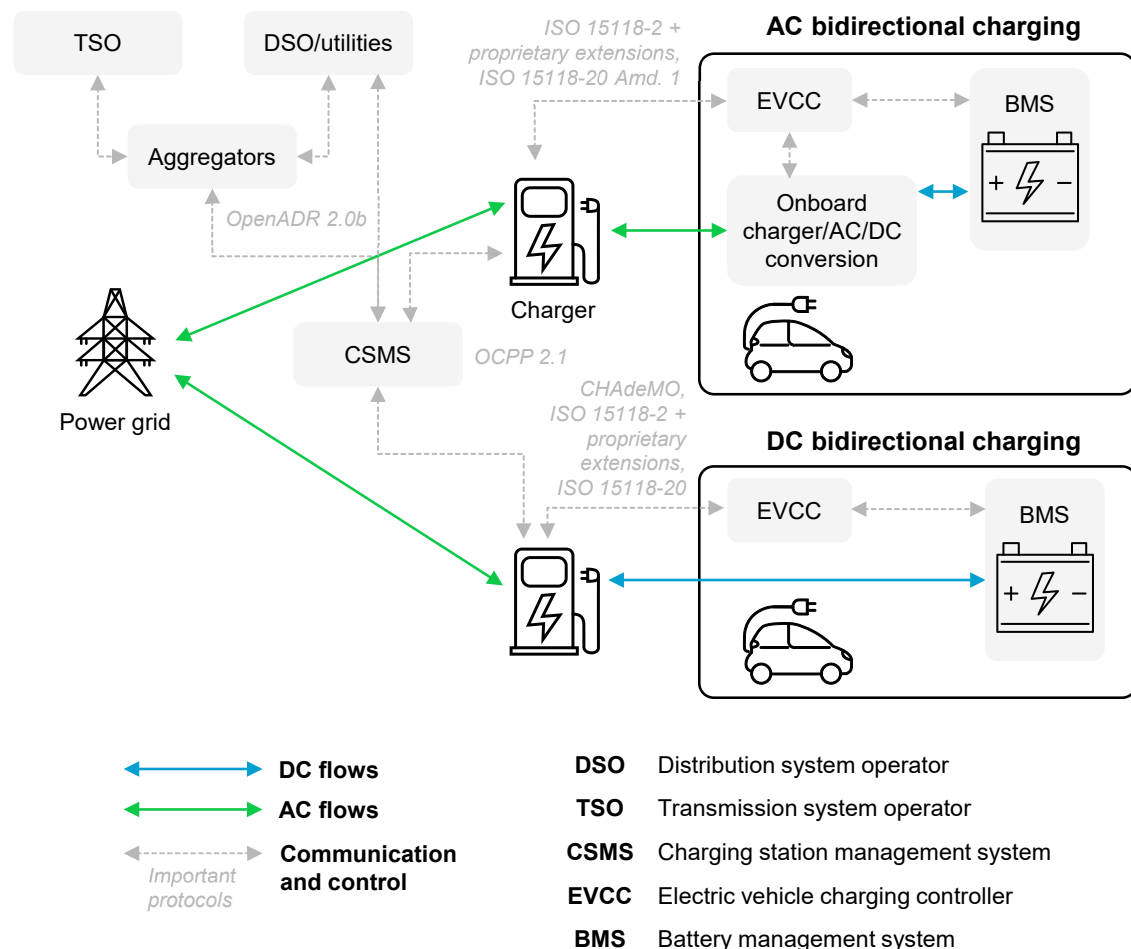 TSO
DSO/utilities
ISO 15118-2 +
proprietary extensions,
ISO 15118-20 Amd. 1
AC bidirectional charging
EVCC
BMS
+ −
Aggregators
OpenADR 2.0b
Onboard
charger/AC/DC
conversion
Charger
Power grid
CSMS
OCPP 2.1
CHAdeMO,
ISO 15118-2 +
proprietary
extensions,
ISO 15118-20
DC bidirectional charging
EVCC
BMS
+ −
DC flows
AC flows
Communication
and control
Important
protocols
DSO Distribution system operator
TSO Transmission system operator
CSMS Charging station management system
EVCC Electric vehicle charging controller
BMS Battery management system